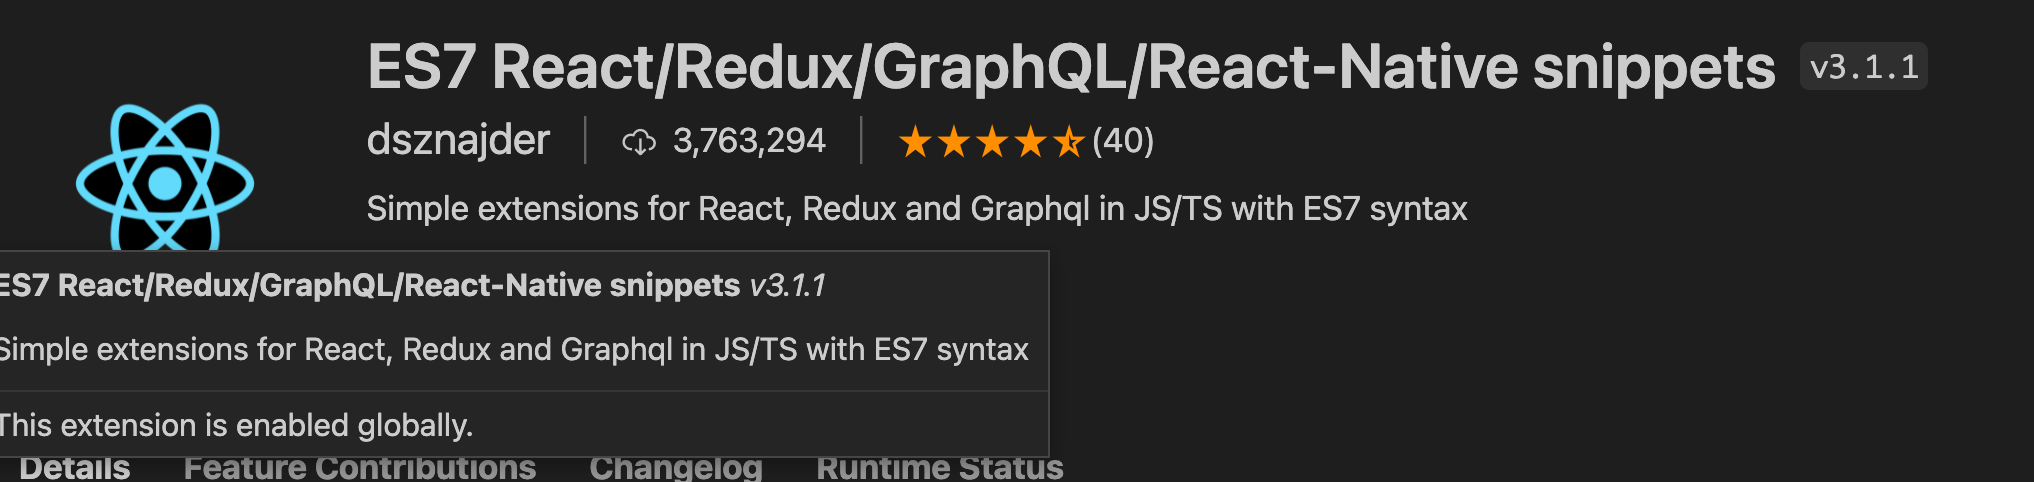 ES7 React/Redux/GraphQL/React-Native snippets v3.1.1
dsznajder 3,763,294 (40)
Simple extensions for React, Redux and Graphql in JS/TS with ES7 syntax
ES7 React/Redux/GraphQL/React-Native snippets v3.1.1
Simple extensions for React, Redux and Graphql in JS/TS with ES7 syntax
This extension is enabled globally.
Details Feature Contributions Changelog Runtime Status